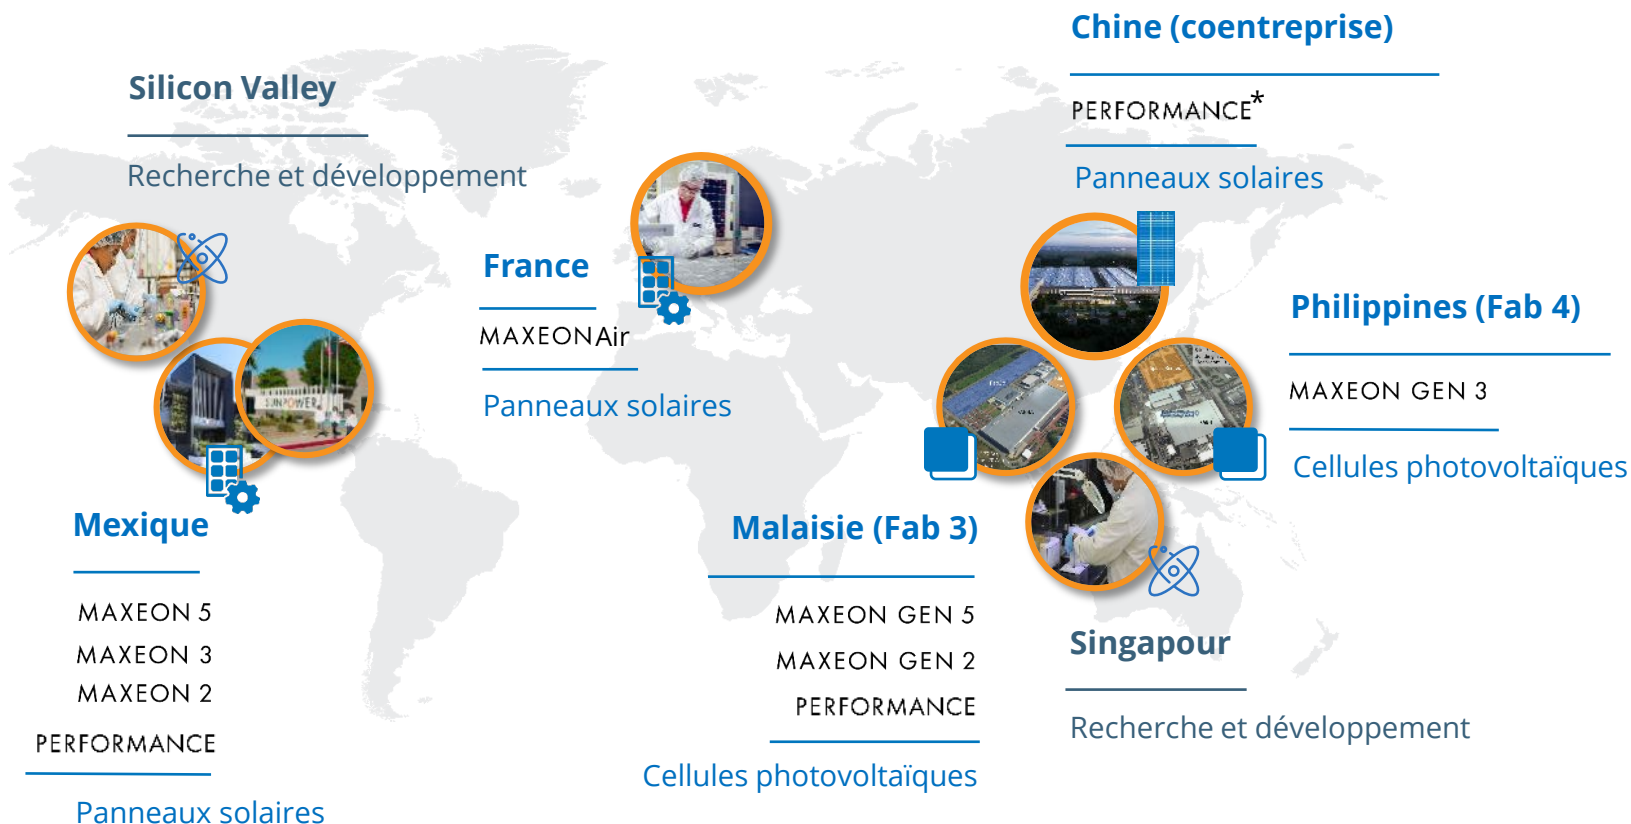 Chine (coentreprise)
PERFORMANCE*
Panneaux solaires
Silicon Valley
Recherche et développement
France
MAXEONAir
Panneaux solaires
Philippines (Fab 4)
MAXEON GEN 3
Cellules photovoltaïques
SUNPOWER
Mexique
MAXEON 5
MAXEON 3
MAXEON 2
PERFORMANCE
Panneaux solaires
Malaisie (Fab 3)
MAXEON GEN 5
MAXEON GEN 2
PERFORMANCE
Cellules photovoltaïques
Singapour
Recherche et développement